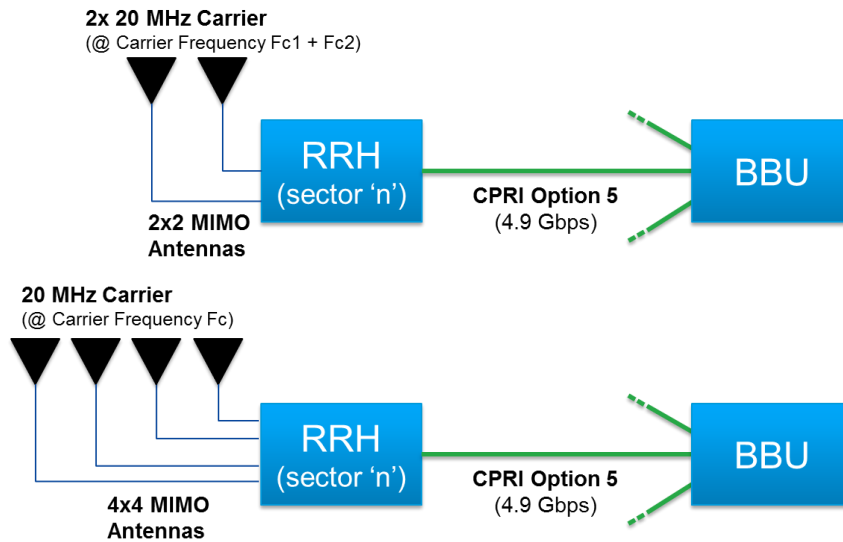 2x 20 MHz Carrier
(@ Carrier Frequency Fc1 + Fc2)
RRH
(sector ‘n’)
BBU
CPRI Option 5
(4.9 Gbps)
2x2 MIMO
Antennas
20 MHz Carrier
(@ Carrier Frequency Fc)
RRH
(sector ‘n’)
BBU
CPRI Option 5
(4.9 Gbps)
4x4 MIMO
Antennas